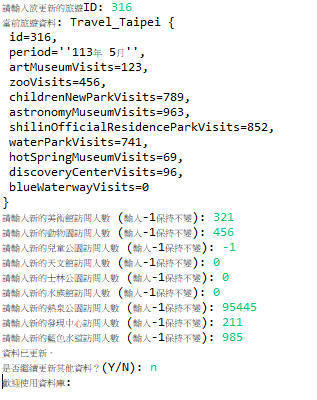 請輸入欲更新的旅遊ID: 316
當前旅遊資料: Travel_Taipei {
id=316,
period=''113年 5月'',
artMuseumVisits=123,
zooVisits=456,
childrenNewParkVisits=789,
astronomyMuseumVisits=963,
shilinOfficialResidenceParkVisits=852,
waterParkVisits=741,
hotSpringMuseumVisits=69,
discoveryCenterVisits=96,
blueWaterwayVisits=0
}
請輸入新的美術館訪問人數 (輸入-1保持不變): 321
請輸入新的動物園訪問人數 (輸入-1保持不變): 456
請輸入新的兒童公園訪問人數 (輸入-1保持不變): -1
請輸入新的天文館訪問人數 (輸入-1保持不變): 0
請輸入新的士林公園訪問人數 (輸入-1保持不變): 0
請輸入新的水族館訪問人數 (輸入-1保持不變): 0
請輸入新的熱泉公園訪問人數 (輸入-1保持不變): 95445
請輸入新的發現中心訪問人數 (輸入-1保持不變): 211
請輸入新的藍色水道訪問人數 (輸入-1保持不變): 985
資料已更新。
是否繼續更新其他資料？(Y/N): n
歡迎使用資料庫: